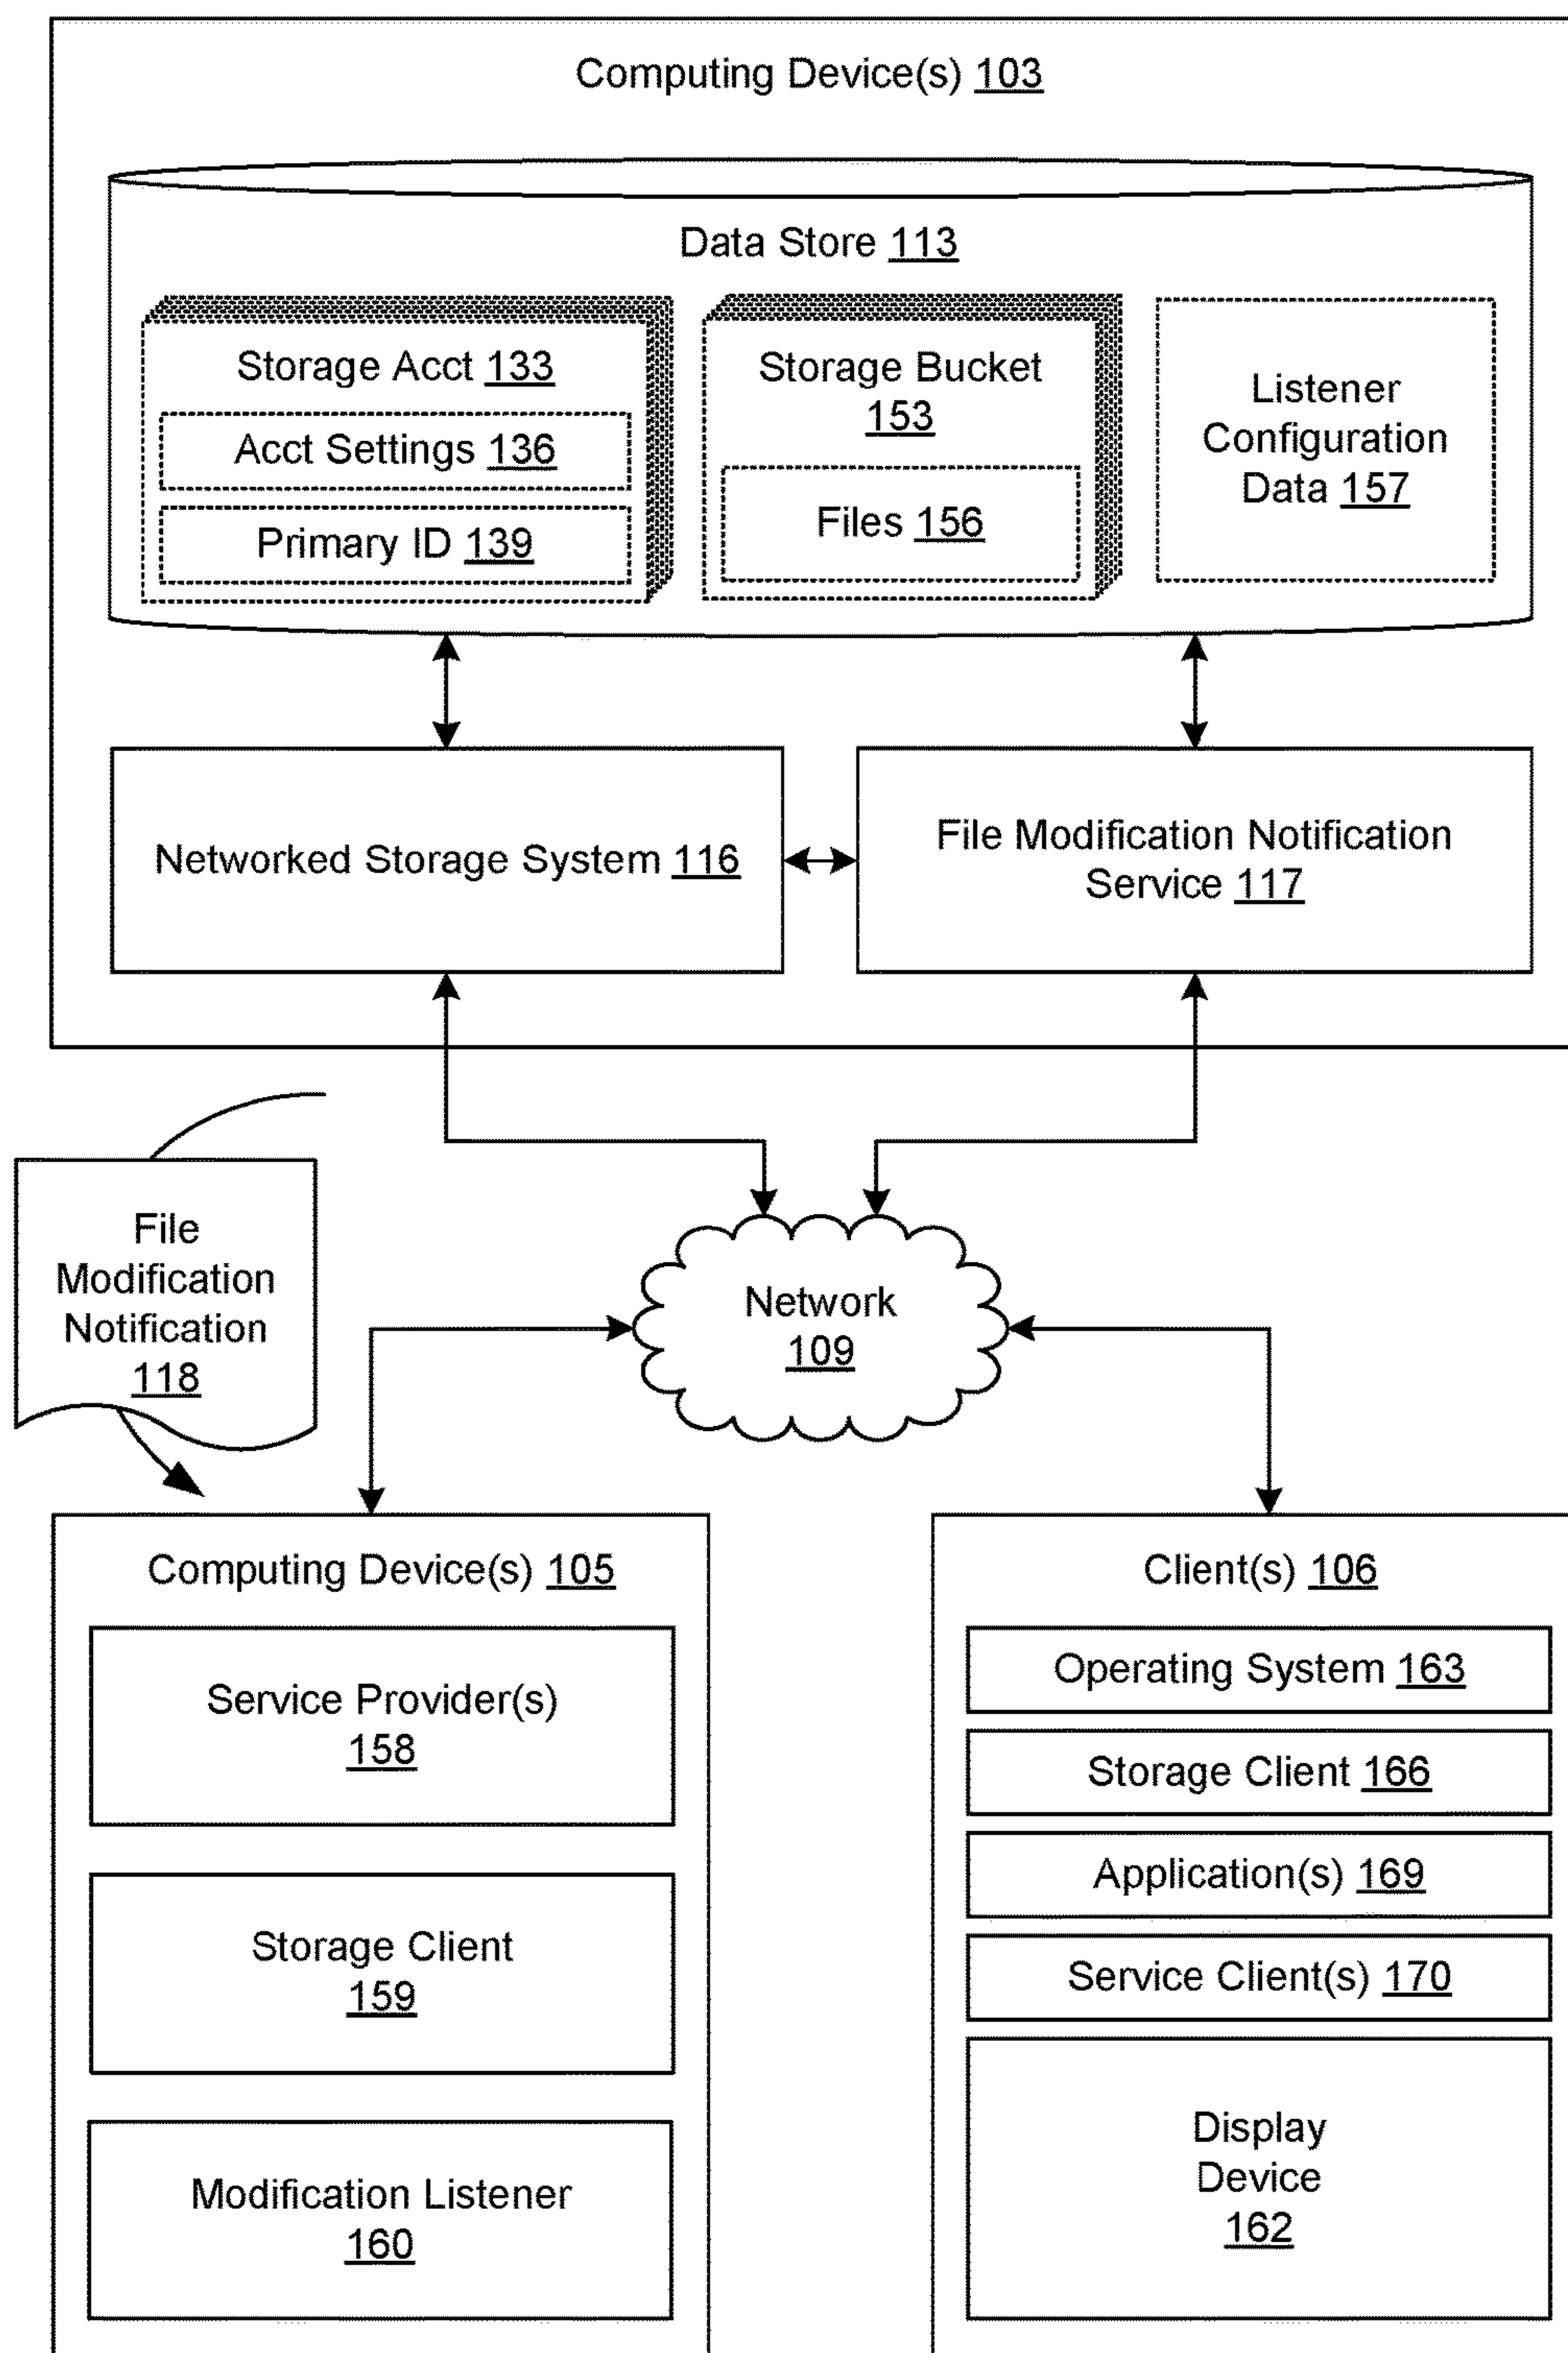 Computing Device(s) 103
Data Store 113
Storage Acct 133
Acct Settings 136
Primary ID 139
Storage Bucket
153
Files 156
Listener
Configuration
Data 157
Networked Storage System 116
File Modification Notification
Service 117
File
Modification
Notification
118
Network
109
Computing Device(s) 105
Service Provider(s)
158
Storage Client
159
Modification Listener
160
Client(s) 106
Operating System 163
Storage Client 166
Application(s) 169
Service Client(s) 170
Display
Device
162